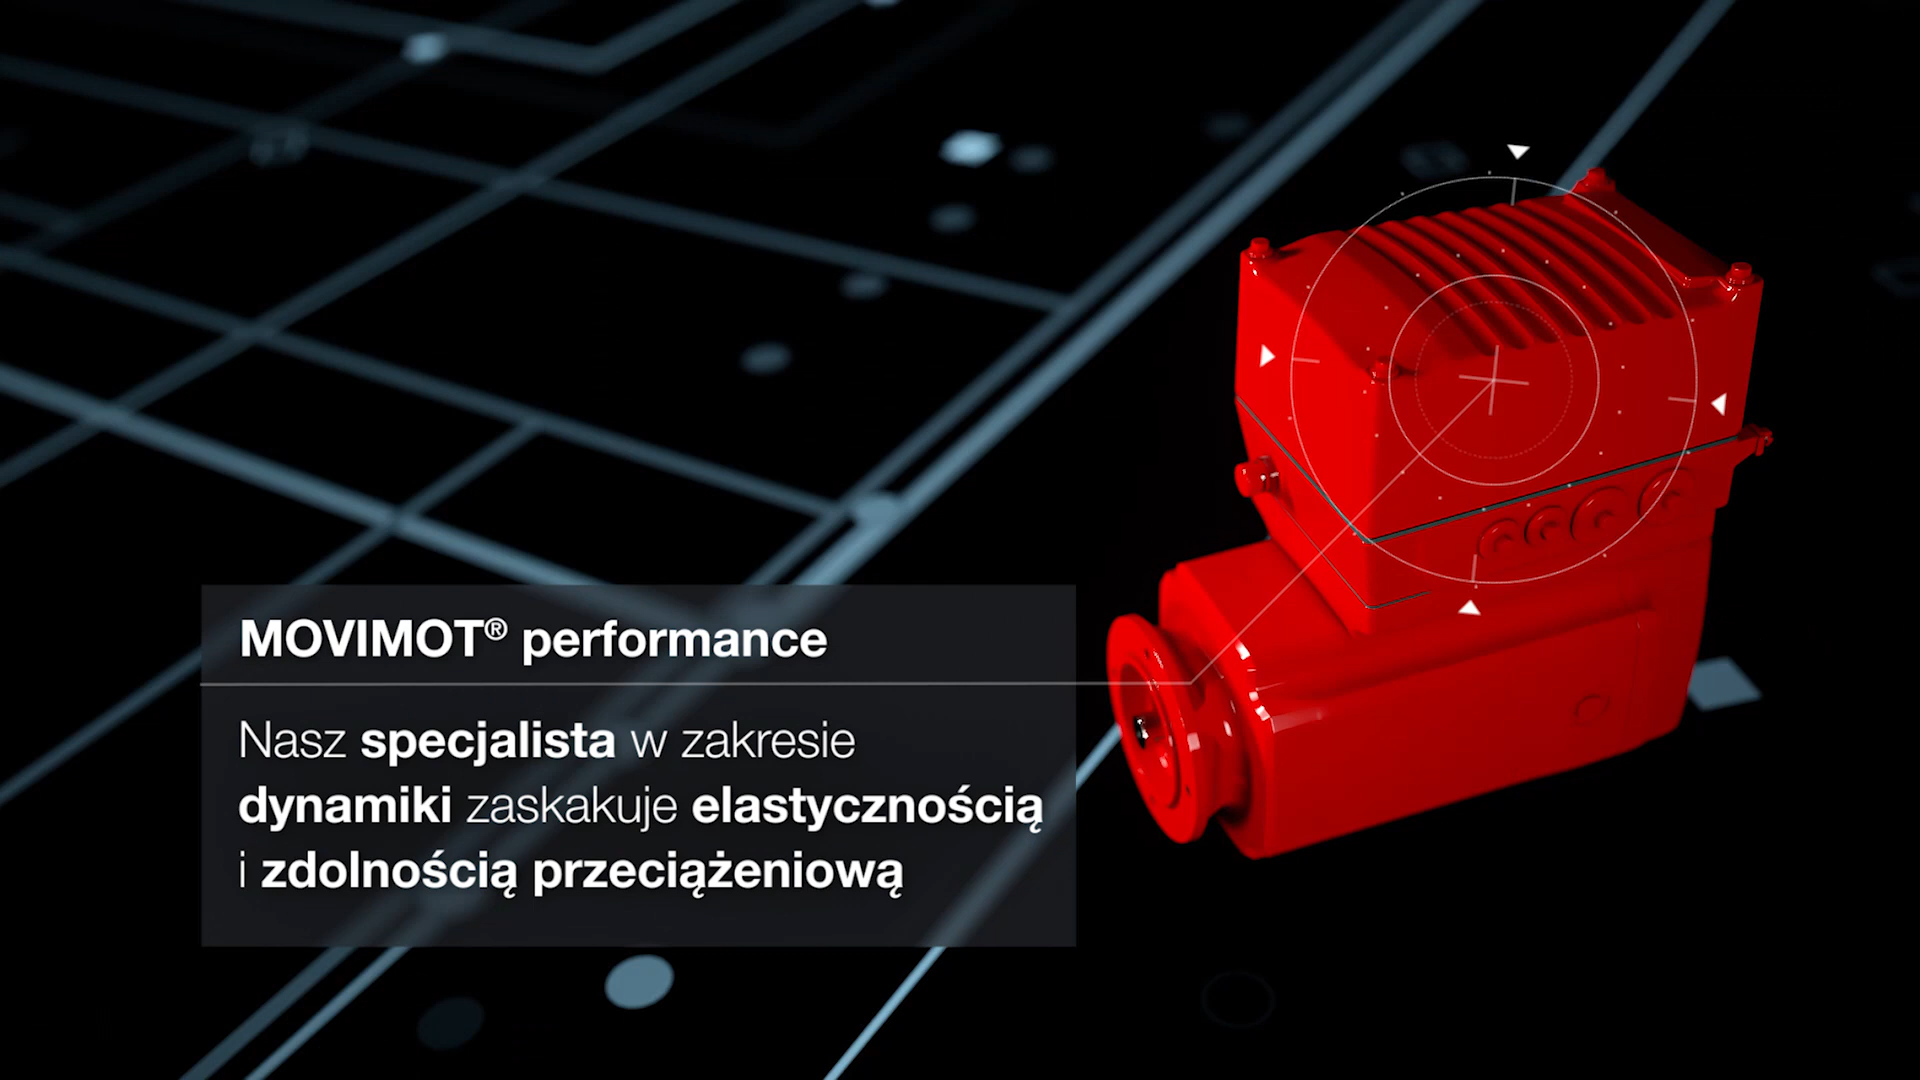 MOVIMOT® performance
Nasz specjalista w zakresie
dynamiki zaskakuje elastycznością
i zdolnością przeciążeniową